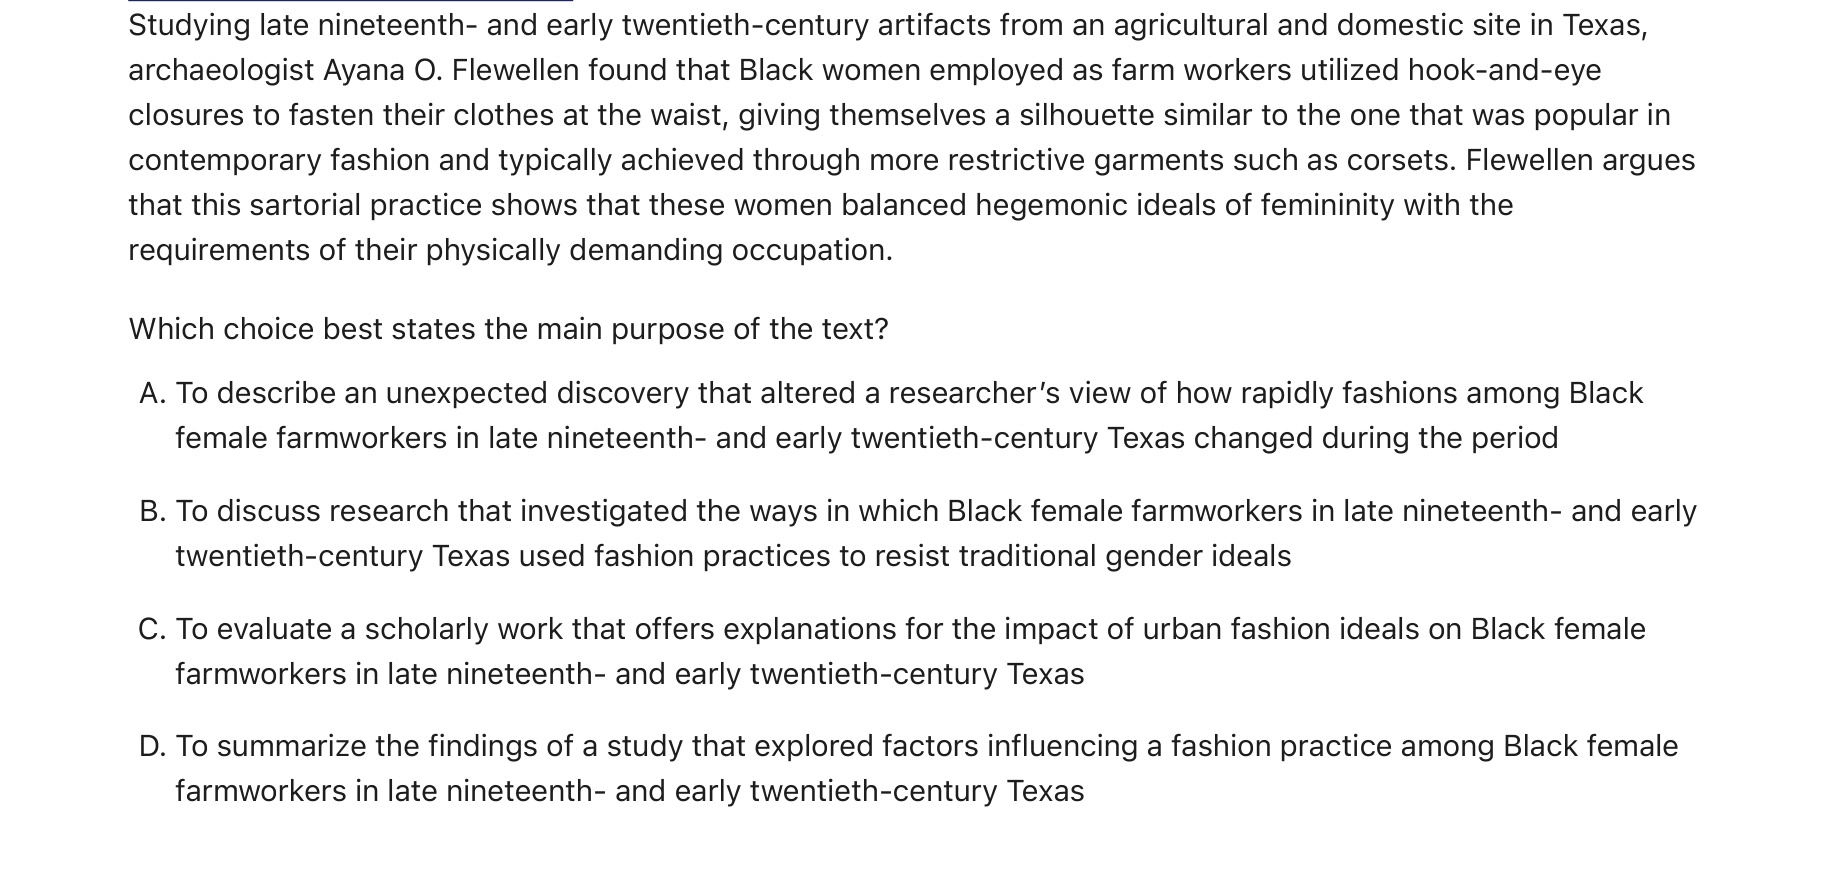 Studying late nineteenth- and early twentieth-century artifacts from an agricultural and domestic site in Texas,
archaeologist Ayana O. Flewellen found that Black women employed as farm workers utilized hook-and-eye
closures to fasten their clothes at the waist, giving themselves a silhouette similar to the one that was popular in
contemporary fashion and typically achieved through more restrictive garments such as corsets. Flewellen argues
that this sartorial practice shows that these women balanced hegemonic ideals of femininity with the
requirements of their physically demanding occupation.
Which choice best states the main purpose of the text?
A. To describe an unexpected discovery that altered a researcher’s view of how rapidly fashions among Black
female farmworkers in late nineteenth- and early twentieth-century Texas changed during the period
B. To discuss research that investigated the ways in which Black female farmworkers in late nineteenth- and early
twentieth-century Texas used fashion practices to resist traditional gender ideals
C. To evaluate a scholarly work that offers explanations for the impact of urban fashion ideals on Black female
farmworkers in late nineteenth- and early twentieth-century Texas
D. To summarize the findings of a study that explored factors influencing a fashion practice among Black female
farmworkers in late nineteenth- and early twentieth-century Texas